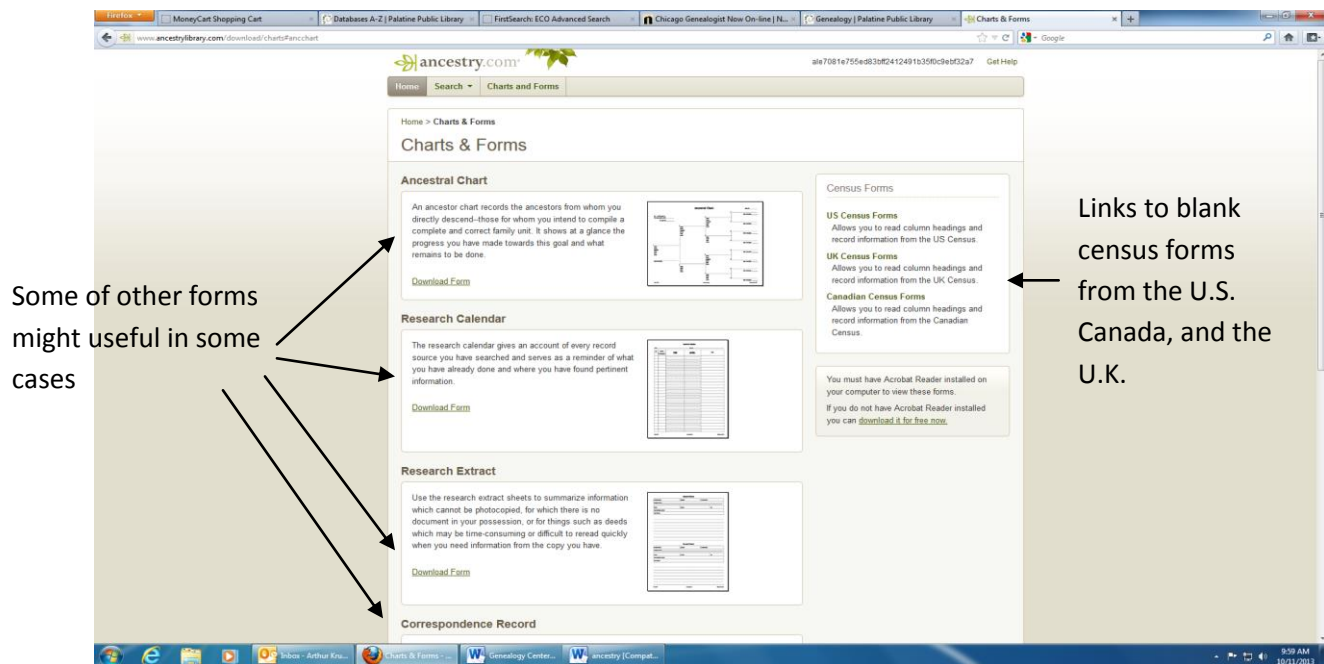 Firefox
MoneyCart Shopping Cart
Databases A-Z | Palatine Public Library
FirstSearch: ECO Advanced Search
Chicago Genealogist Now On-line | N...
Genealogy | Palatine Public Library
Charts & Forms
www.ancestrylibrary.com/download/charts#ancchart
Google
ancestry.com
Get Help
Home
Search
Charts and Forms
Home > Charts & Forms
Charts & Forms
Ancestral Chart
An ancestor chart records the ancestors from whom you
directly descend--those for whom you intend to compile a
complete and correct family unit. It shows at a glance the
progress you have made towards this goal and what
remains to be done.
Download Form
Research Calendar
The research calendar gives an account of every record
source you have searched and serves as a reminder of what
you have already done and where you have found pertinent
information.
Download Form
Research Extract
Use the research extract sheets to summarize information
which cannot be photocopied, for which there is no
document in your possession, or for things such as deeds
which may be time-consuming or difficult to reread quickly
when you need information from the copy you have.
Download Form
Correspondence Record
Census Forms
US Census Forms
Allows you to read column headings and
record information from the US Census.
UK Census Forms
Allows you to read column headings and
record information from the UK Census.
Canadian Census Forms
Allows you to read column headings and
record information from the Canadian
Census.
You must have Acrobat Reader installed on
your computer to view these forms.
If you do not have Acrobat Reader installed
you can download it for free now.
Some of other forms
might useful in some
cases
Links to blank
census forms
from the U.S.
Canada, and the
U.K.
Inbox - Arthur Kru...
Charts & Forms - ...
Genealogy Center...
ancestry [Compat...
9:59 AM
10/11/2013